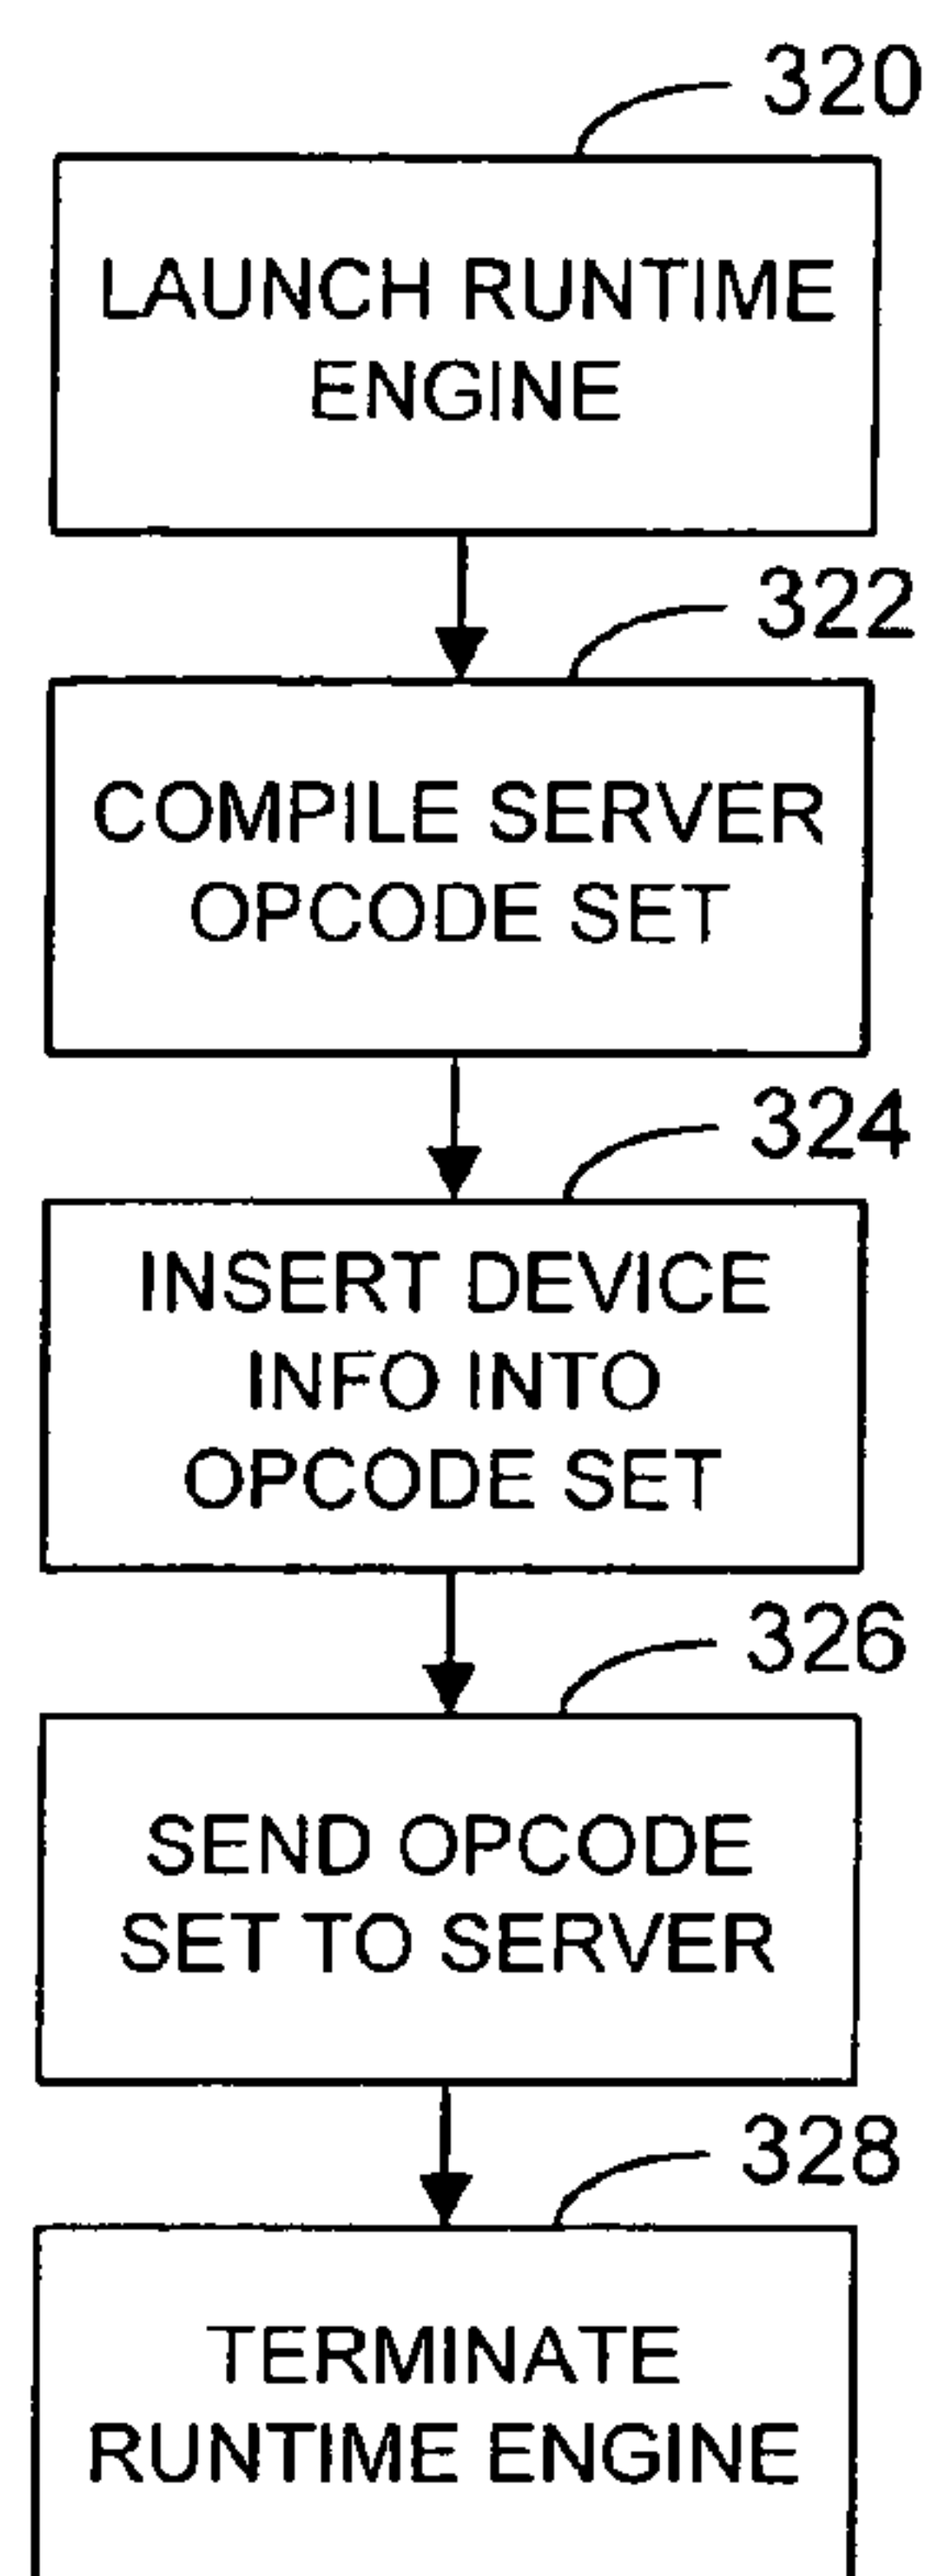 320
LAUNCH RUNTIME
ENGINE
322
COMPILE SERVER
OPCODE SET
324
INSERT DEVICE
INFO INTO
OPCODE SET
326
SEND OPCODE
SET TO SERVER
328
TERMINATE
RUNTIME ENGINE